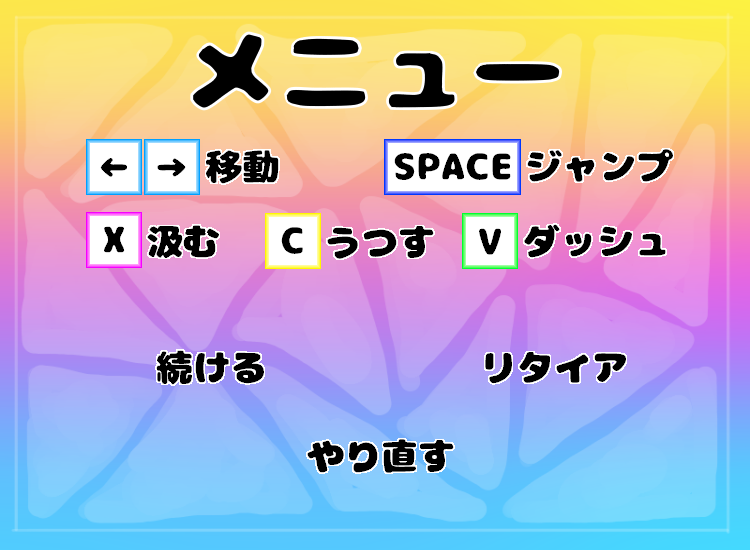 メニュー
← → 移動 SPACE ジャンプ
X 汲む C うつす V ダッシュ
続ける リタイア
やり直す